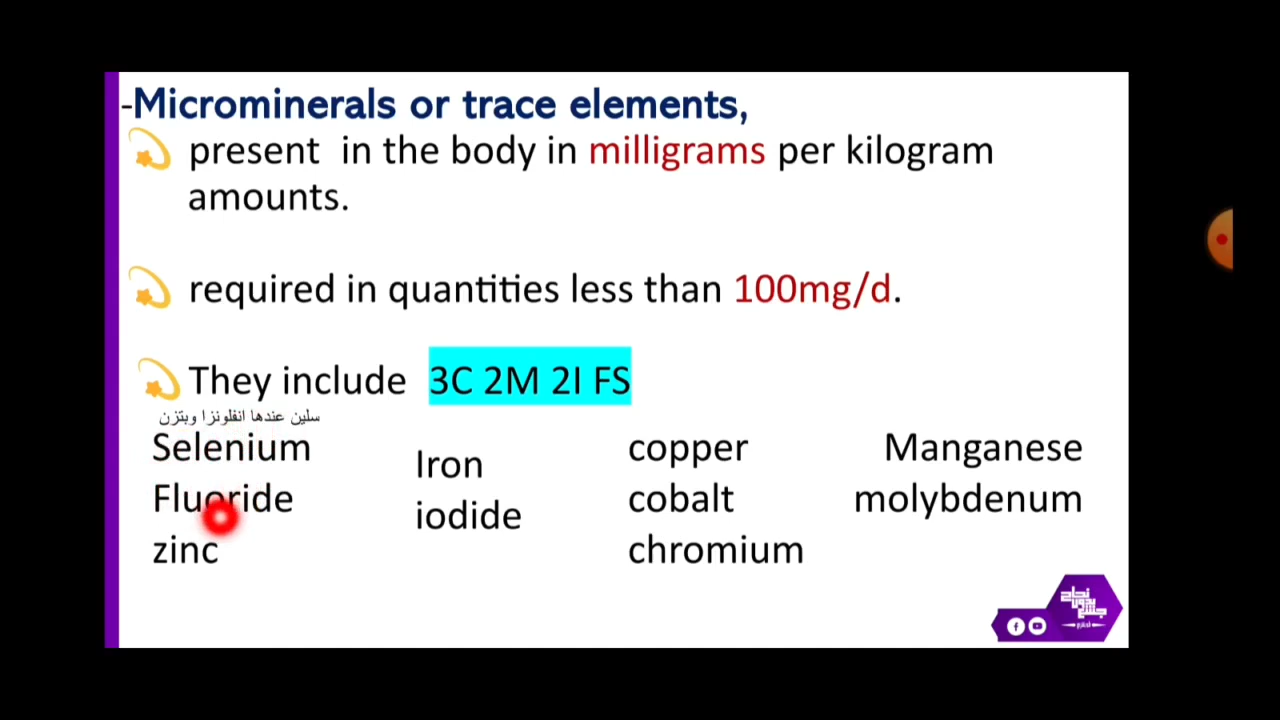 -Microminerals or trace elements,
present in the body in milligrams per kilogram
amounts.
required in quantities less than 100mg/d.
They include 3C 2M 2I FS
سلين عندها انفلونزا وبتزن
Selenium
Fluoride
zinc
Iron
iodide
copper
cobalt
chromium
Manganese
molybdenum